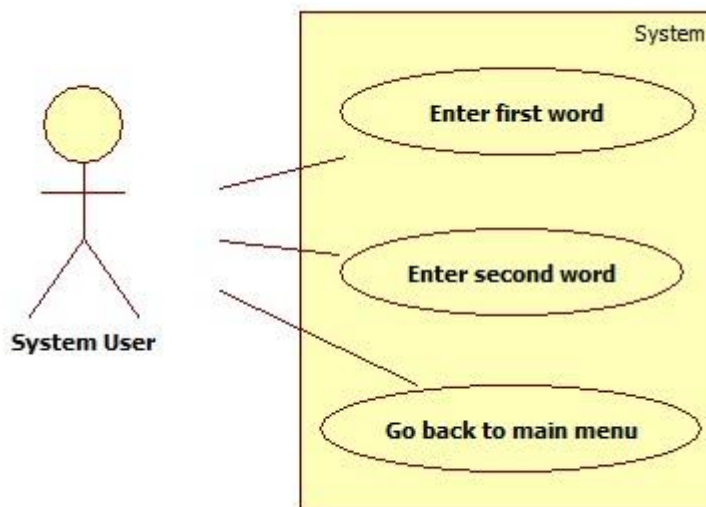 System
Enter first word
Enter second word
System User
Go back to main menu